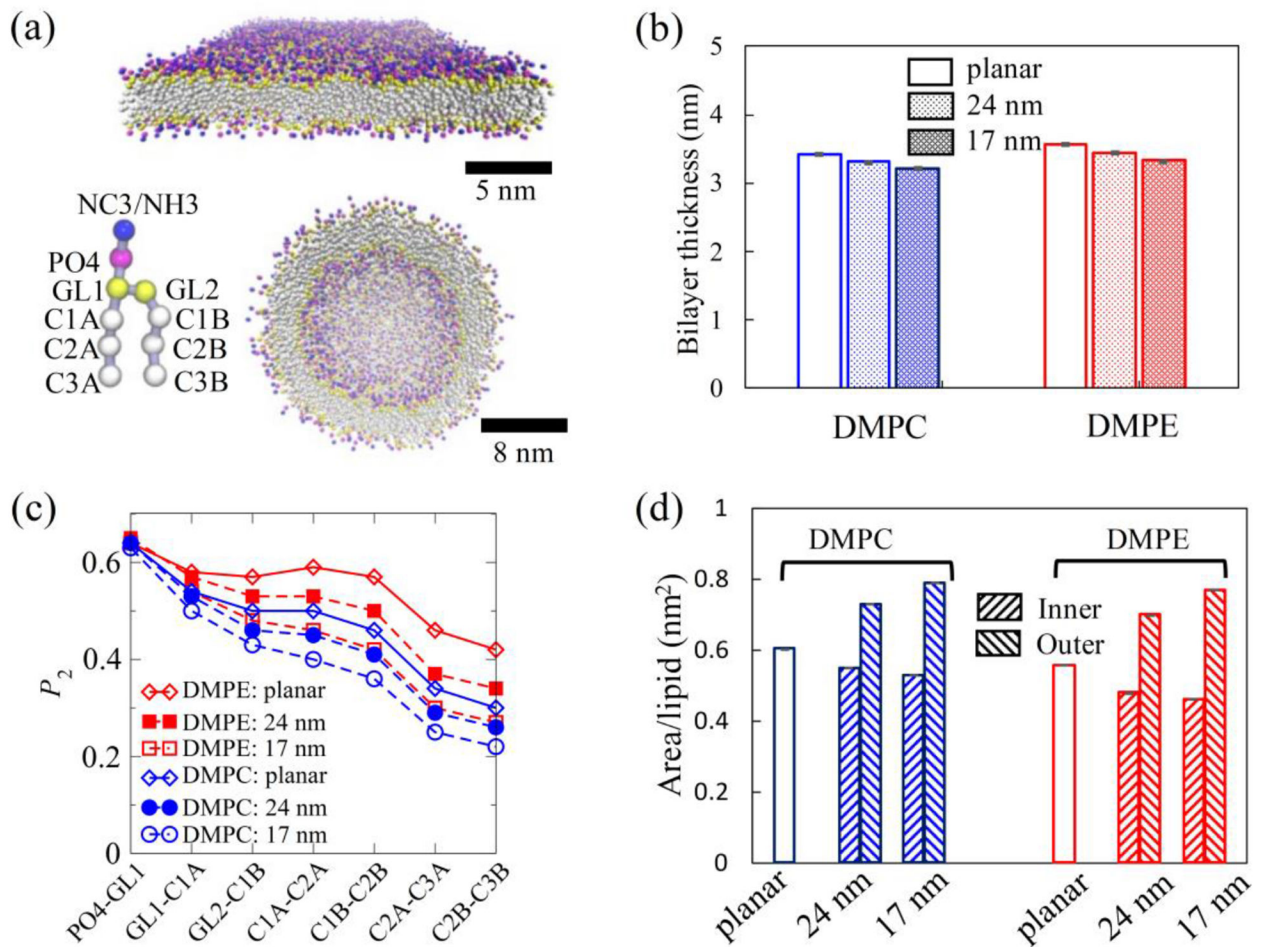 (a)
5 nm
NC3/NH3
PO4
GL1
GL2
C1A
C1B
C2A
C2B
C3A
C3B
8 nm
(b)
Bilayer thickness (nm)
5
4
3
2
1
0
planar
24 nm
17 nm
DMPC
DMPE
(c)
P2
0.6
0.4
0.2
0
DMPE: planar
DMPE: 24 nm
DMPE: 17 nm
DMPC: planar
DMPC: 24 nm
DMPC: 17 nm
PO4-GL1
GL1-C1A
GL2-C1B
C1A-C2A
C1B-C2B
C2A-C3A
C2B-C3B
(d)
Area/lipid (nm²)
1
0.8
0.6
0.4
0.2
0
DMPC
DMPE
Inner
Outer
planar
24 nm
17 nm
planar
24 nm
17 nm